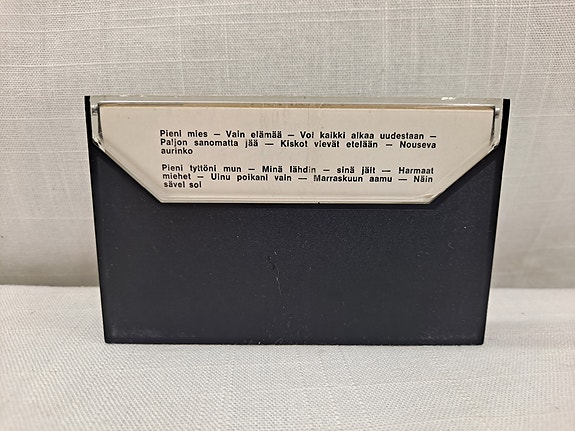 Pieni mies — Vain elämää — Voi kaikki alkaa uudestaan —
Paljon sanomatta jää — Kiskot vievät etelään — Nouseva
aurinko
Pieni tyttöni mun — Minä lähdin — sinä jäit — Harmaat
miehet — Uinu poikani vain — Marraskuun aamu — Näin
sävel soi